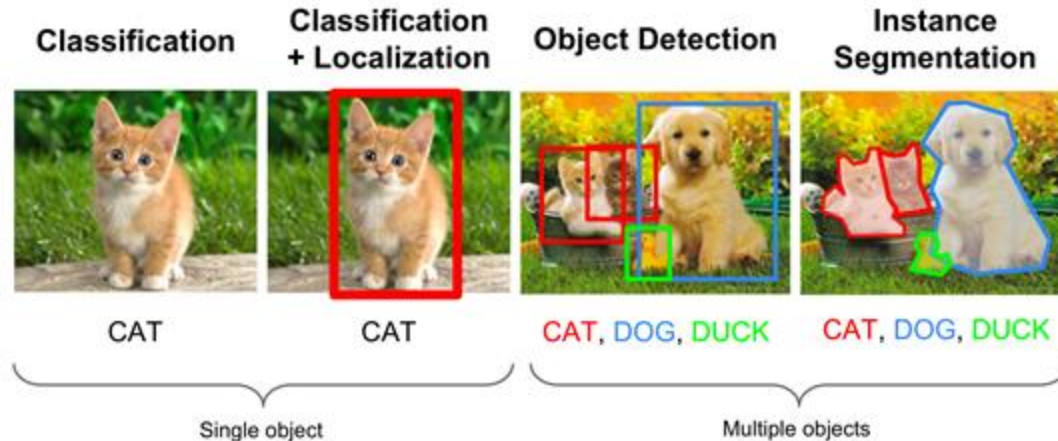 Classification
Classification
+ Localization
Object Detection
Instance
Segmentation
CAT
CAT
CAT, DOG, DUCK
CAT, DOG, DUCK
Single object
Multiple objects